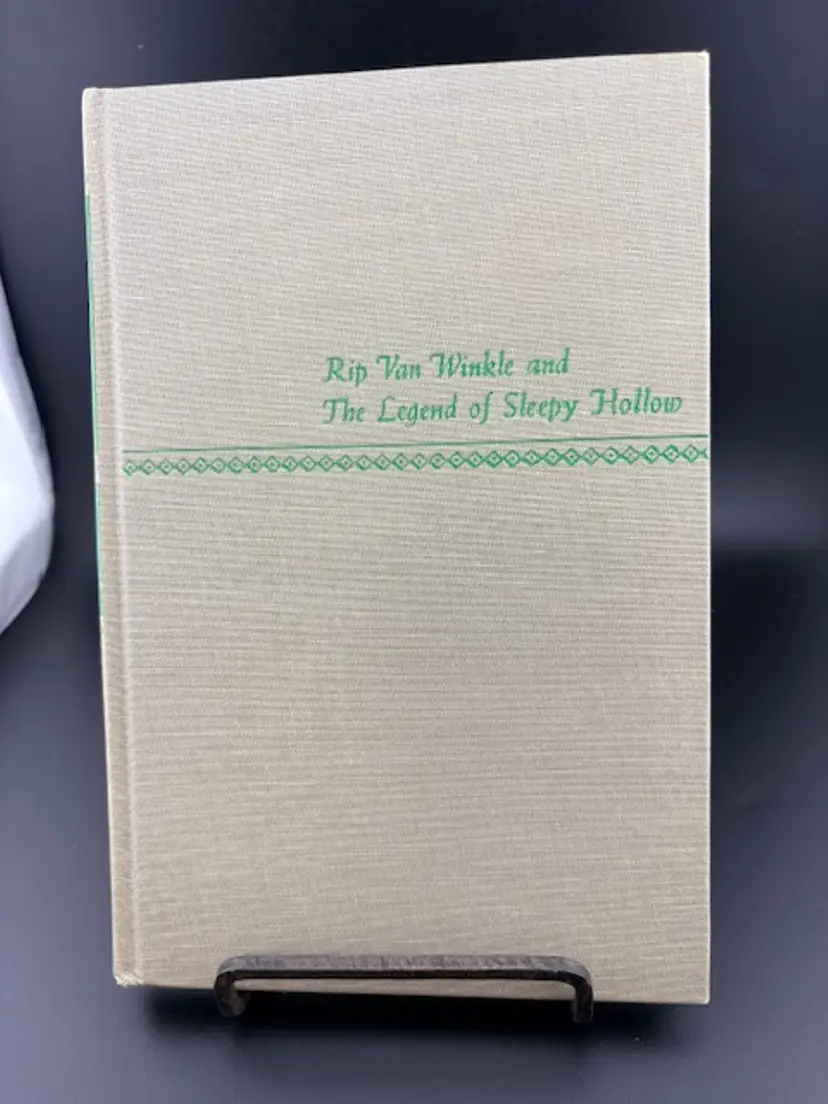 Rip Van Winkle and
The Legend of Sleepy Hollow